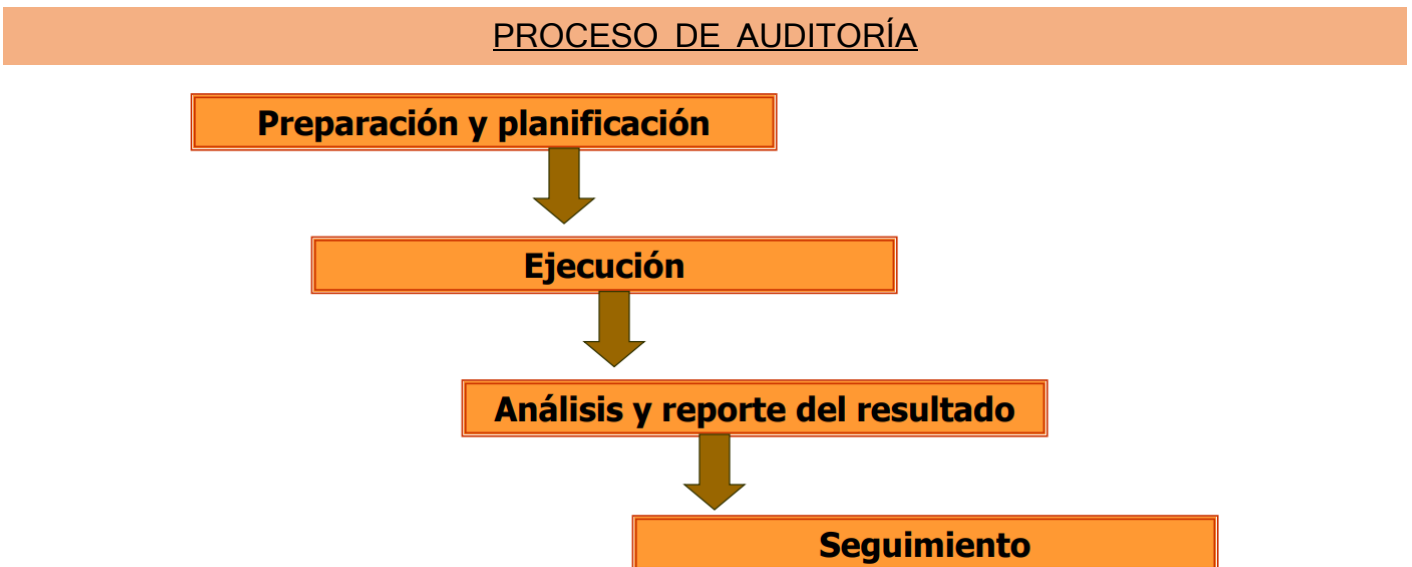 PROCESO DE AUDITORÍA
Preparación y planificación
Ejecución
Análisis y reporte del resultado
Seguimiento